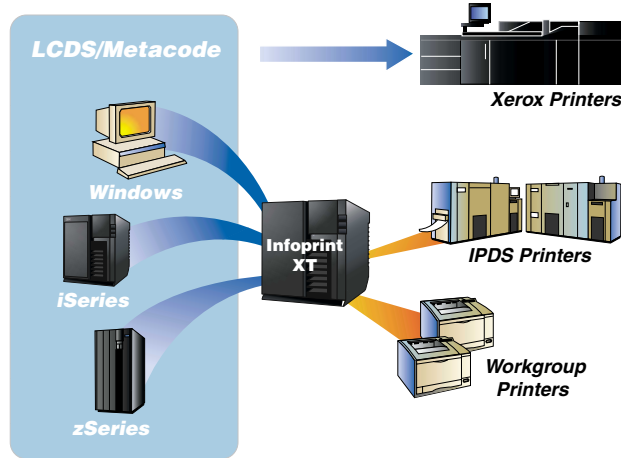 LCDS/Metacode
Xerox Printers
Windows
iSeries
zSeries
Infoprint
XT
IPDS Printers
Workgroup
Printers